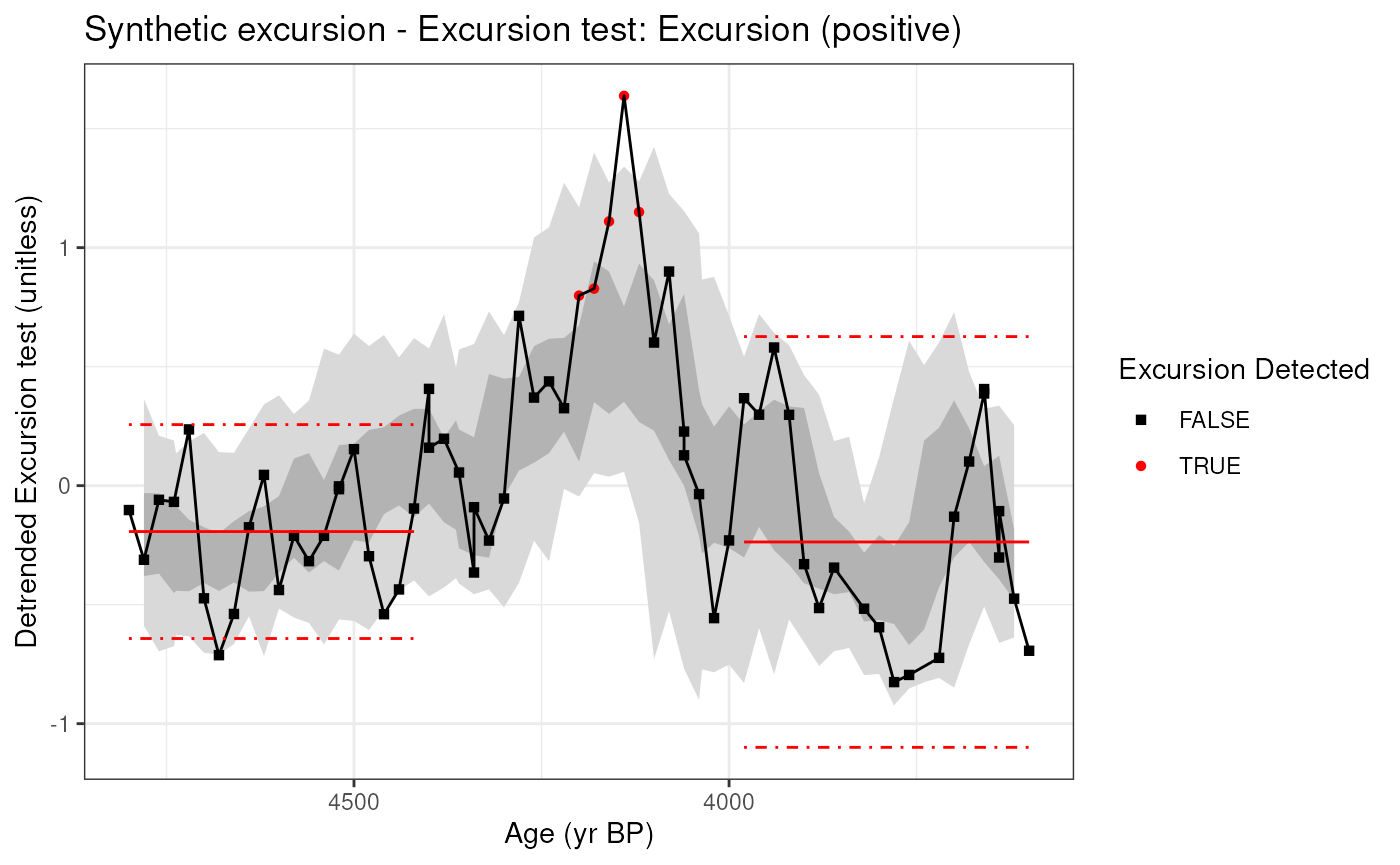 Synthetic excursion - Excursion test: Excursion (positive)
Detrended Excursion test (unitless)
1
0
-1
4500
4000
Age (yr BP)
Excursion Detected
FALSE
TRUE